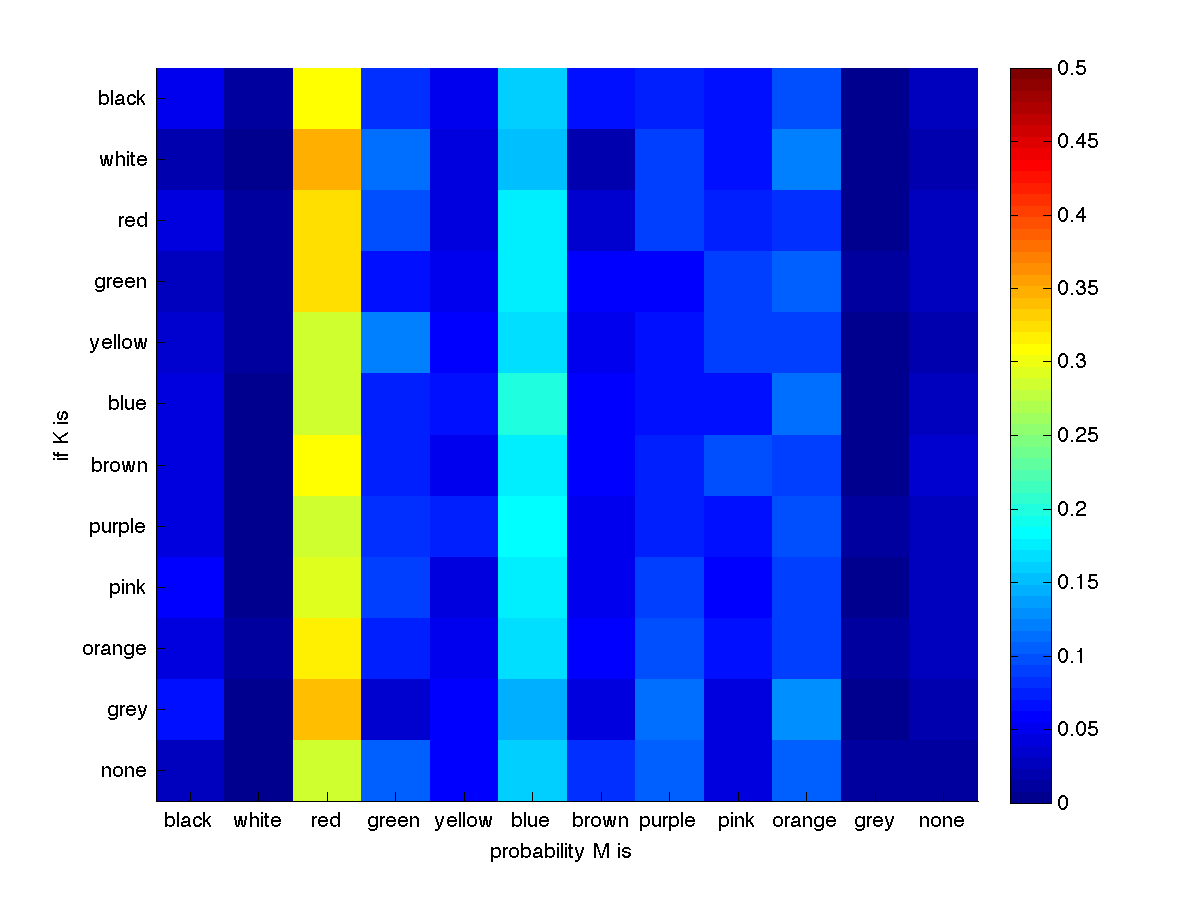 black
white
red
green
yellow
blue
brown
purple
pink
orange
grey
none
if K is
black white red green yellow blue brown purple pink orange grey none
probability M is
0.5
0.45
0.4
0.35
0.3
0.25
0.2
0.15
0.1
0.05
0